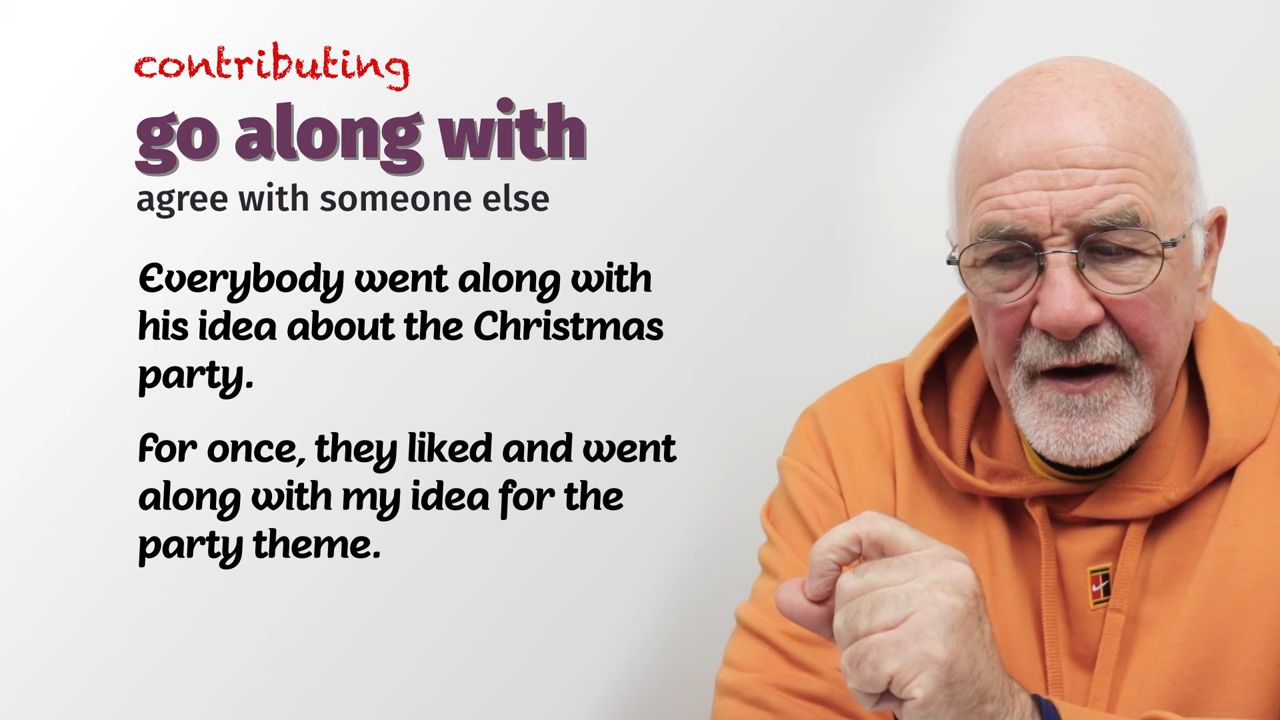 contributing
go along with
agree with someone else
Everybody went along with
his idea about the Christmas
party.
For once, they liked and went
along with my idea for the
party theme.